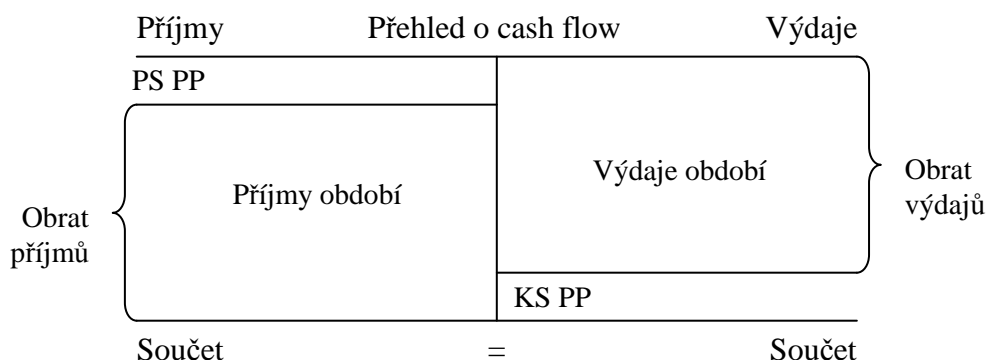 Příjmy Přehled o cash flow Výdaje
PS PP
Příjmy období
Výdaje období
Obrat
příjmů
Obrat
výdajů
KS PP
Součet = Součet